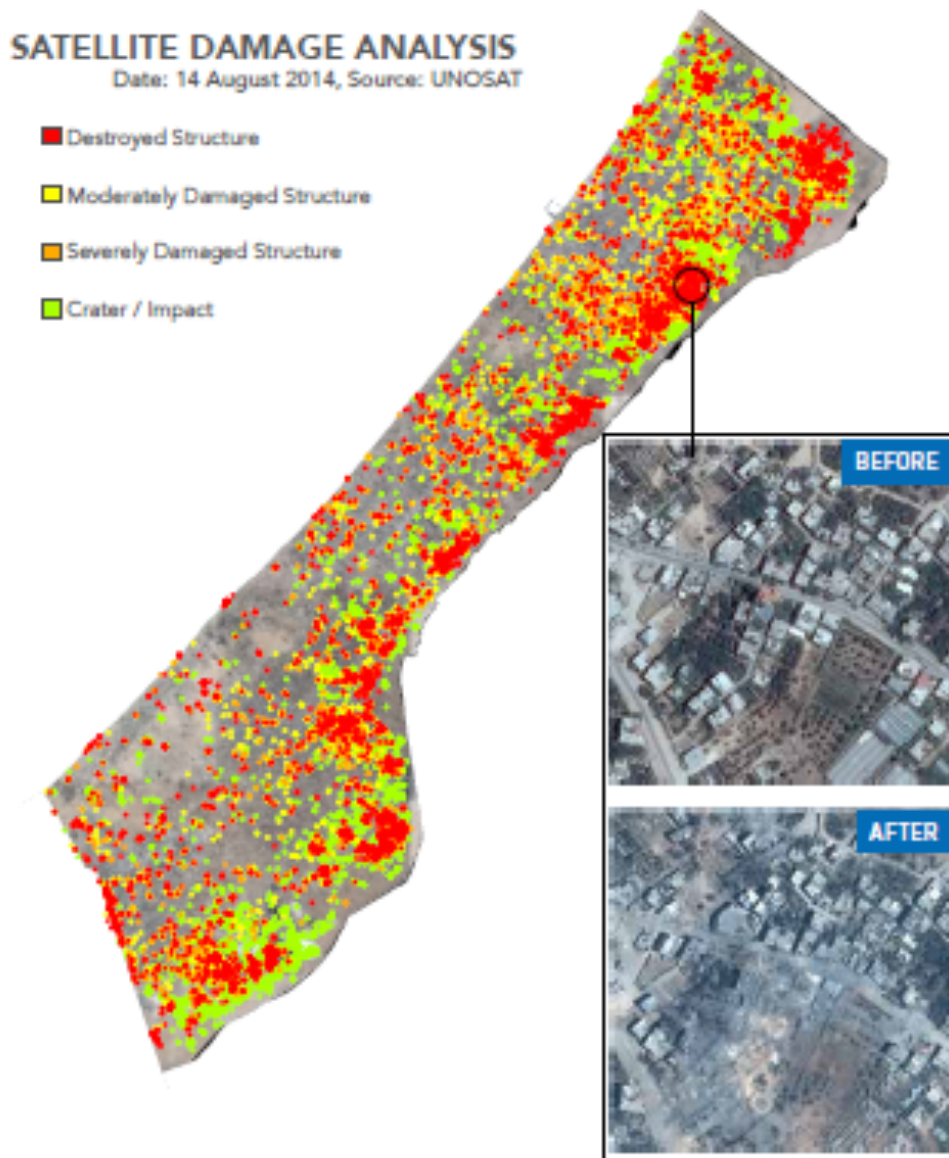 SATELLITE DAMAGE ANALYSIS
Date: 14 August 2014, Source: UNOSAT
Destroyed Structure
Moderately Damaged Structure
Severely Damaged Structure
Crater / Impact
BEFORE
AFTER